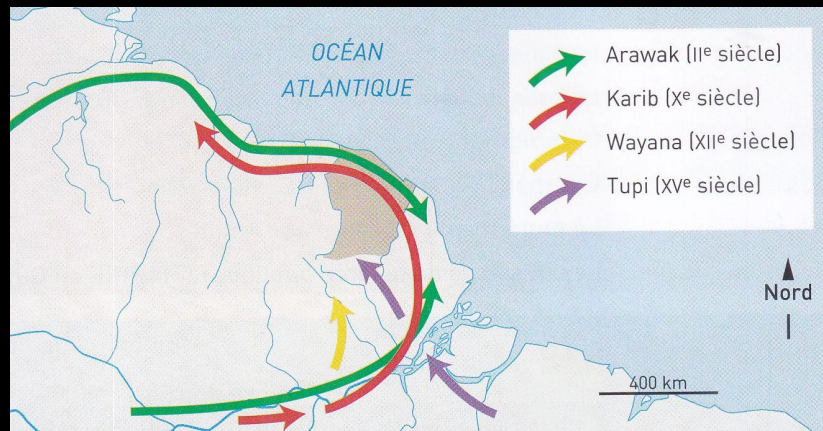 OCÉAN
ATLANTIQUE
Arawak (IIe siècle)
Karib (Xe siècle)
Wayana (XIIe siècle)
Tupi (XVe siècle)
Nord
400 km